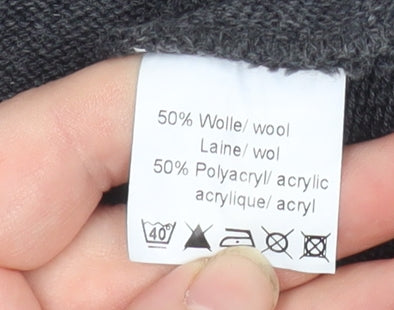 50% Wolle/ wool
Laine/ wol
50% Polyacryl/ acrylic
acrylique/ acryl
40°